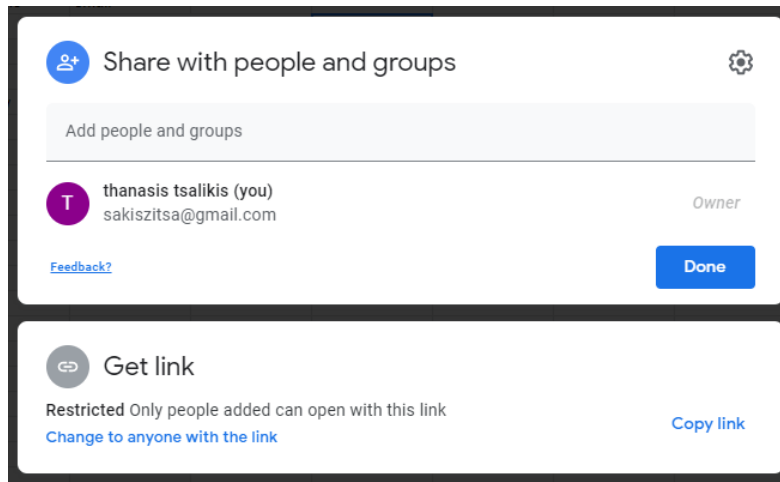 Share with people and groups
Add people and groups
T
thanasis tsalikis (you)
sakiszitsa@gmail.com
Owner
Feedback?
Done
Get link
Restricted Only people added can open with this link
Change to anyone with the link
Copy link